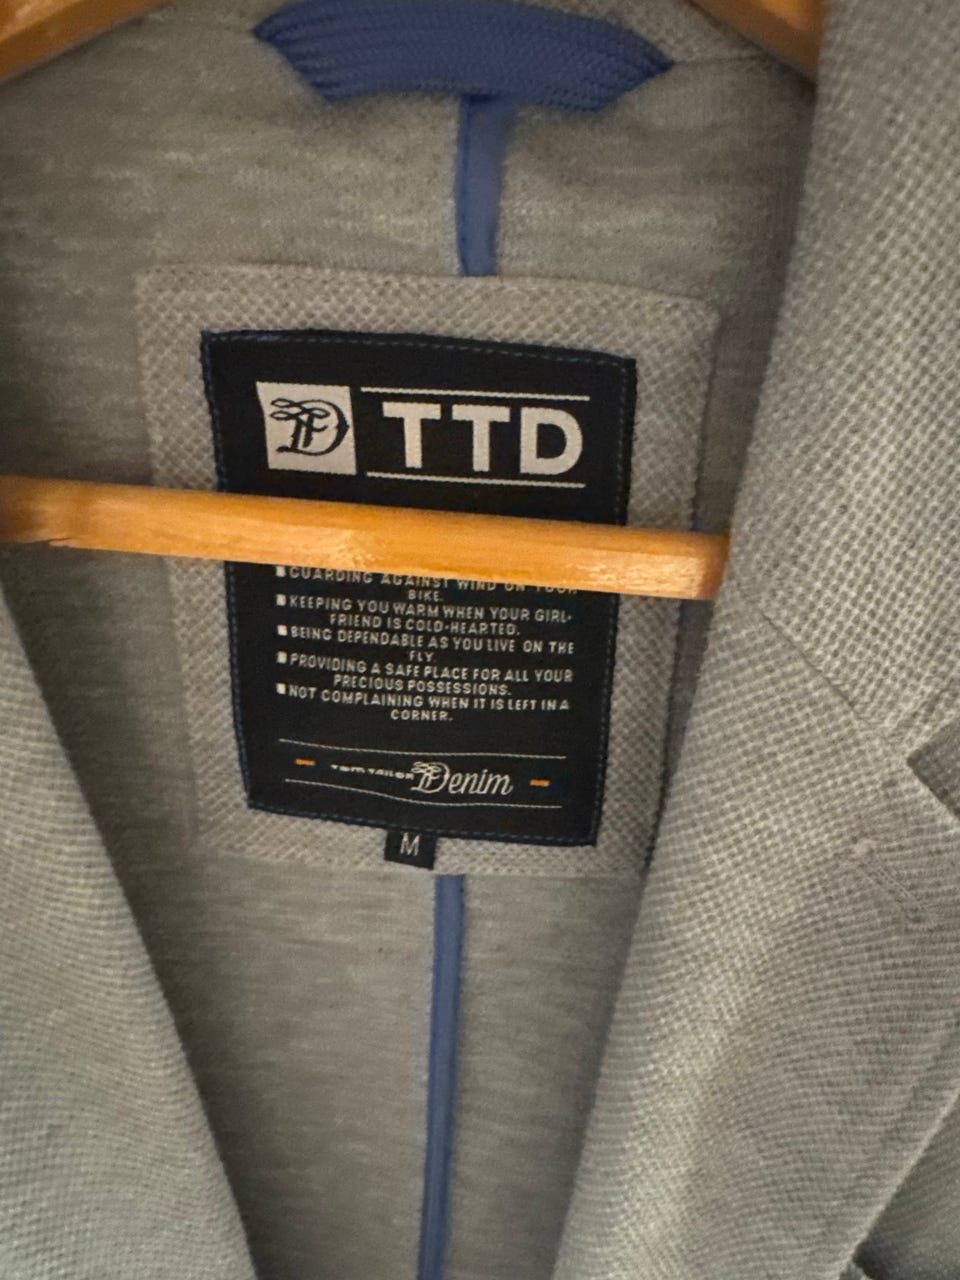 TTD
■GUARDING AGAINST WIND ON YOUR
BIKE.
■KEEPING YOU WARM WHEN YOUR GIRL-
FRIEND IS COLD-HEARTED.
■BEING DEPENDABLE AS YOU LIVE ON THE
FLY.
■PROVIDING A SAFE PLACE FOR ALL YOUR
PRECIOUS POSSESSIONS.
■NOT COMPLAINING WHEN IT IS LEFT IN A
CORNER.
TOM TAILOR Denim
M